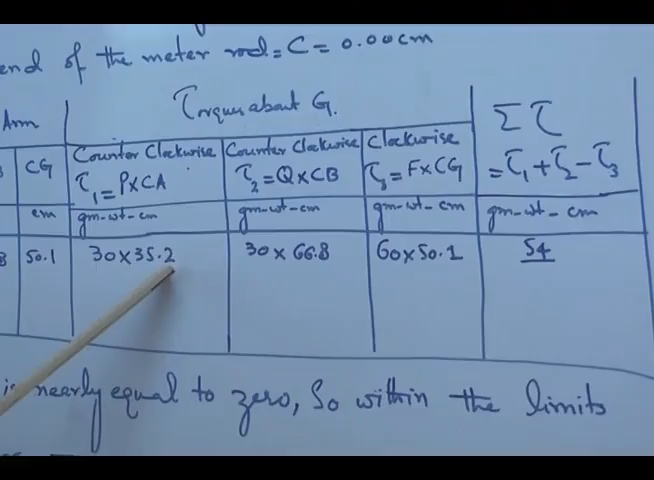 end of the meter rod = C = 0.00cm
Arm
Torques about G.
Στ
= τ1 + τ2 - τ3
CG
Counter Clockwise
τ1 = P×CA
Counter Clockwise
τ2 = Q×CB
Clockwise
τ3 = F×CG
cm
gm-wt-cm
gm-wt-cm
gm-wt-cm
gm-wt-cm
8
50.1
30×35.2
30×66.8
60×50.1
54
is nearly equal to zero, So within the limits